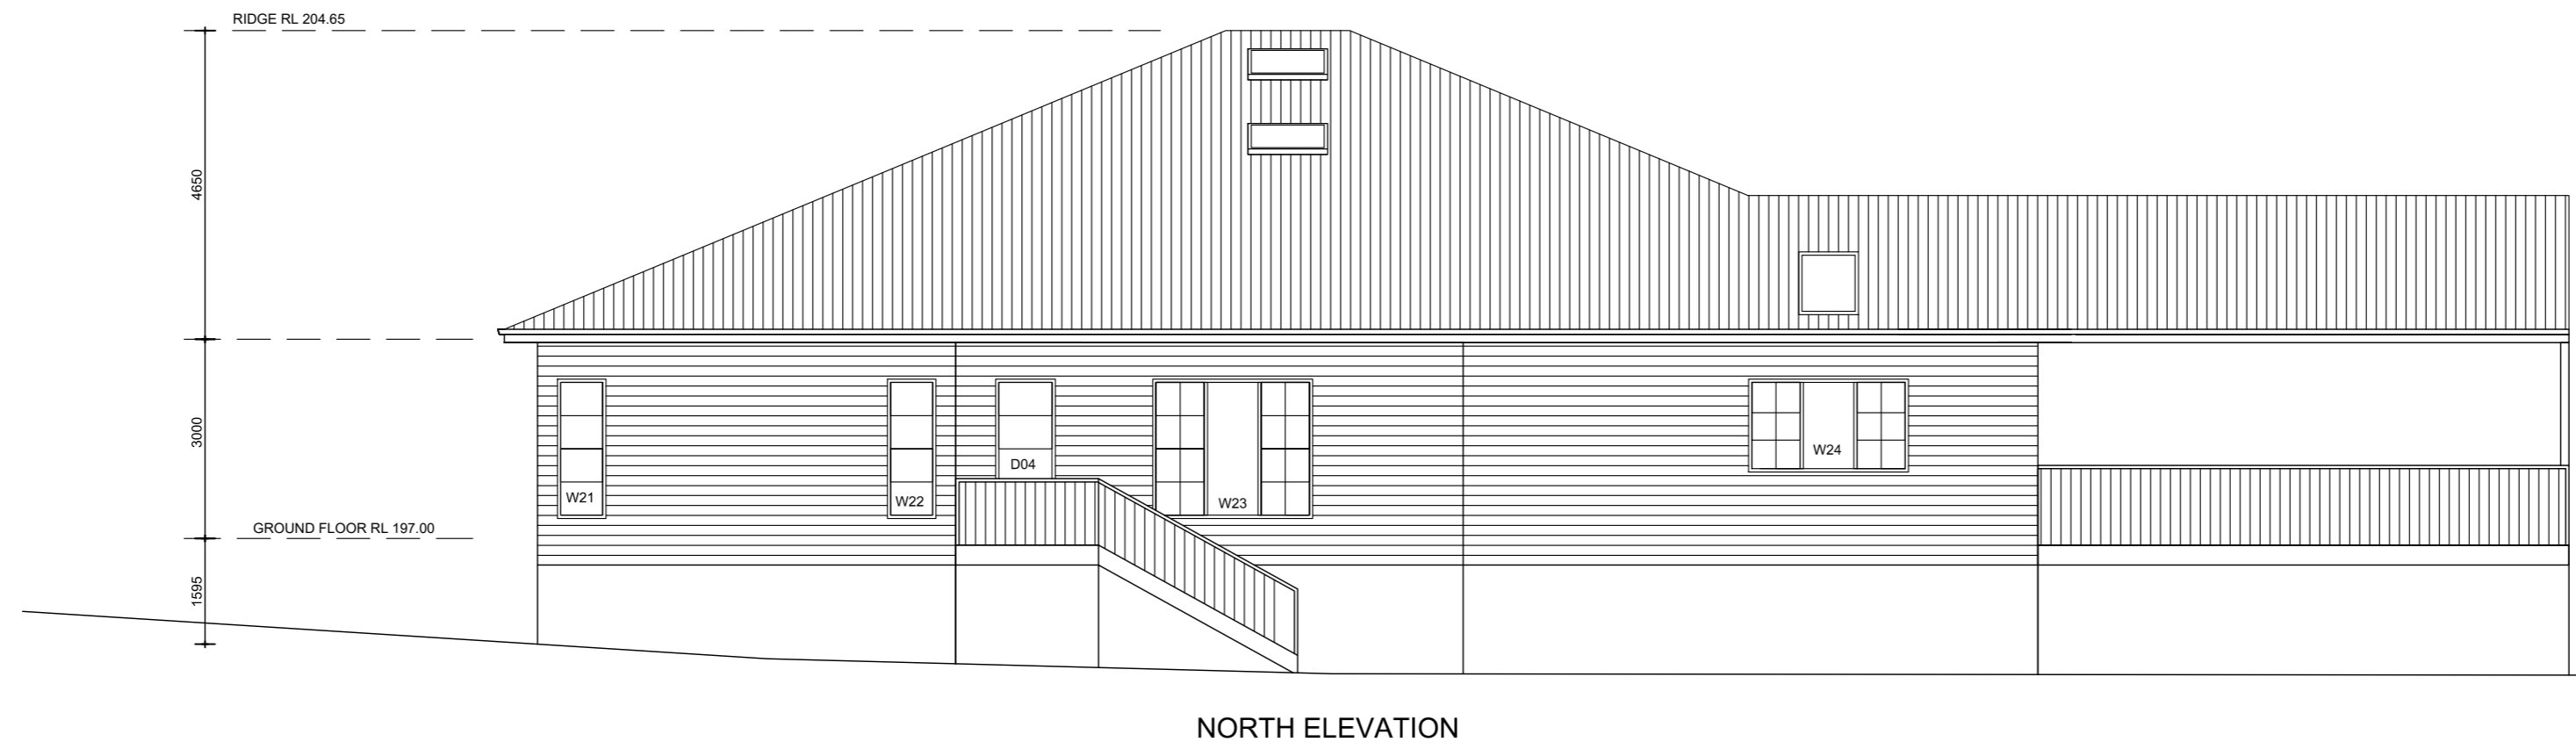 RIDGE RL 204.65
4650
3000
W21
W22
D04
W23
W24
GROUND FLOOR RL 197.00
1595
NORTH ELEVATION